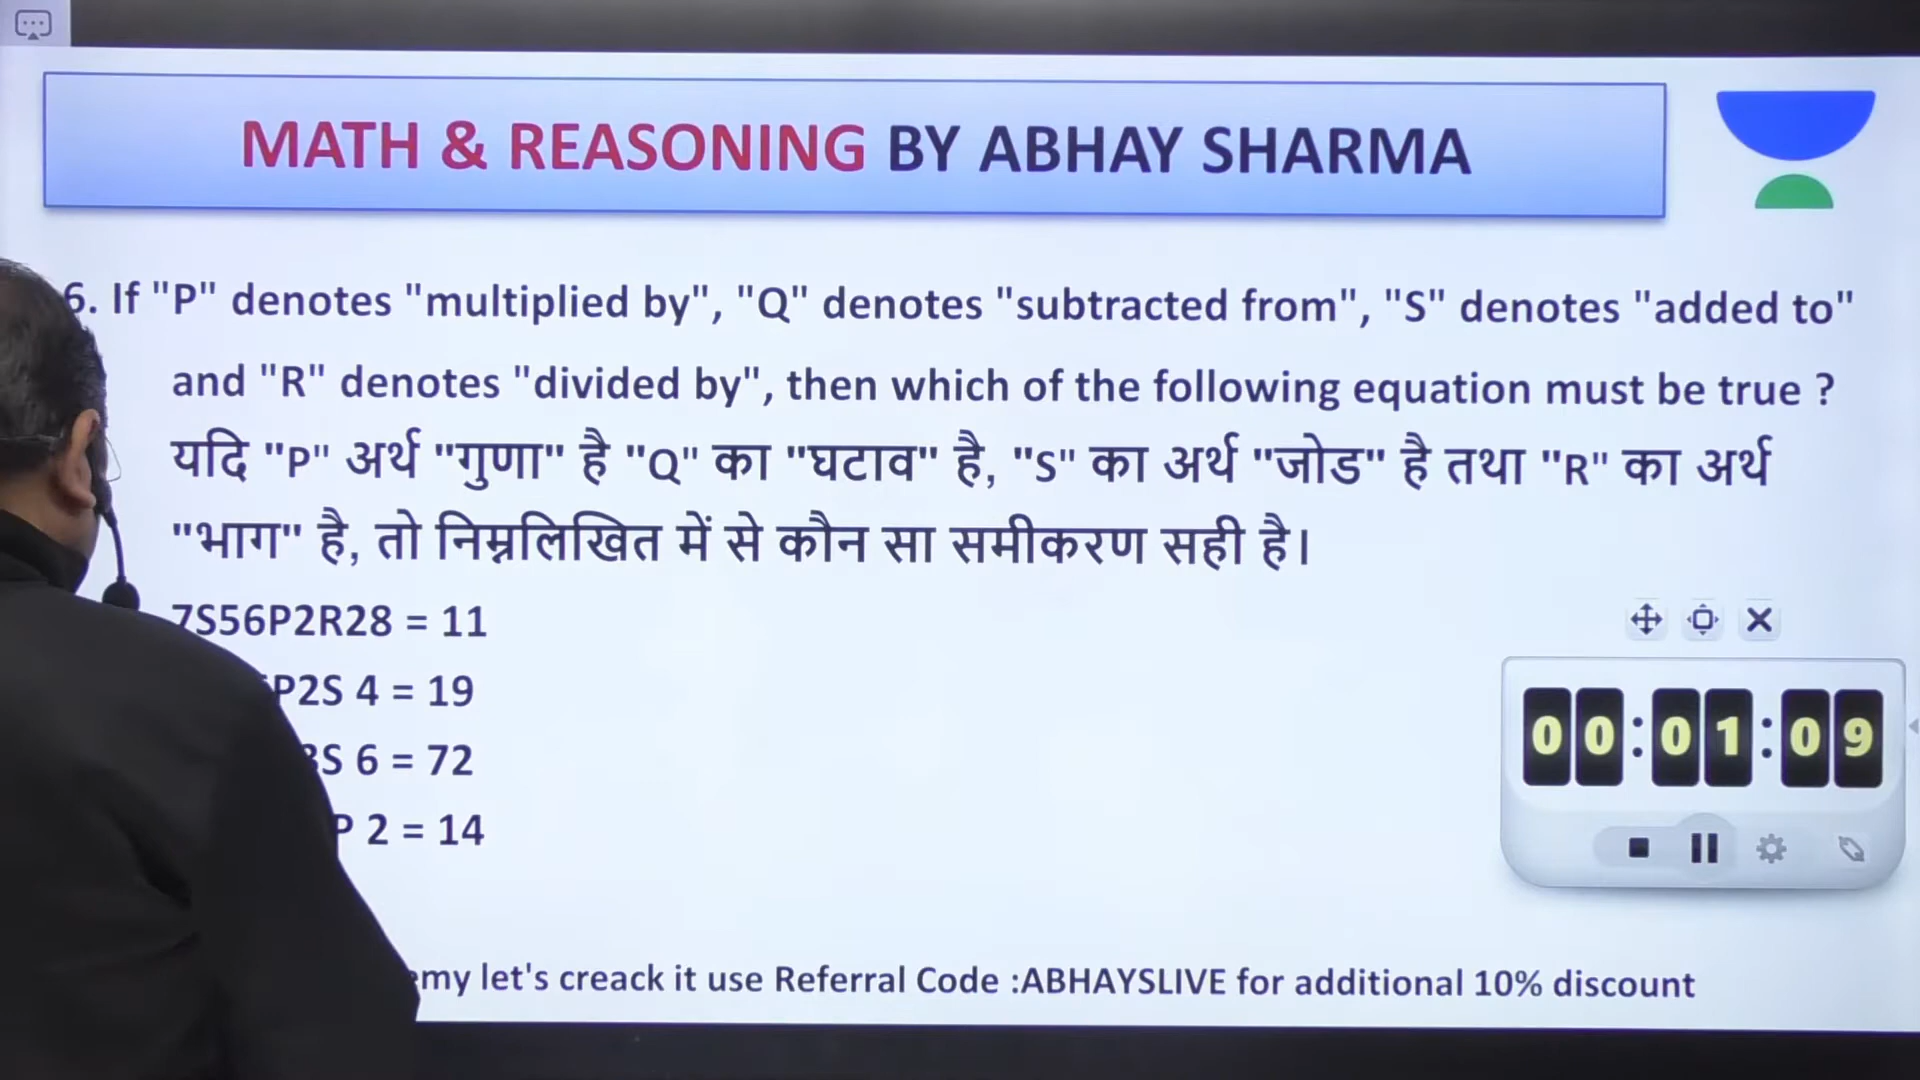 MATH & REASONING BY ABHAY SHARMA
6. If "P" denotes "multiplied by", "Q" denotes "subtracted from", "S" denotes "added to"
and "R" denotes "divided by", then which of the following equation must be true ?
यदि "P" अर्थ "गुणा" है "Q" का "घटाव" है, "S" का अर्थ "जोड" है तथा "R" का अर्थ
"भाग" है, तो निम्नलिखित में से कौन सा समीकरण सही है।
7S56P2R28 = 11
P2S 4 = 19
S 6 = 72
P 2 = 14
00:01:09
let's creack it use Referral Code :ABHAYSLIVE for additional 10% discount